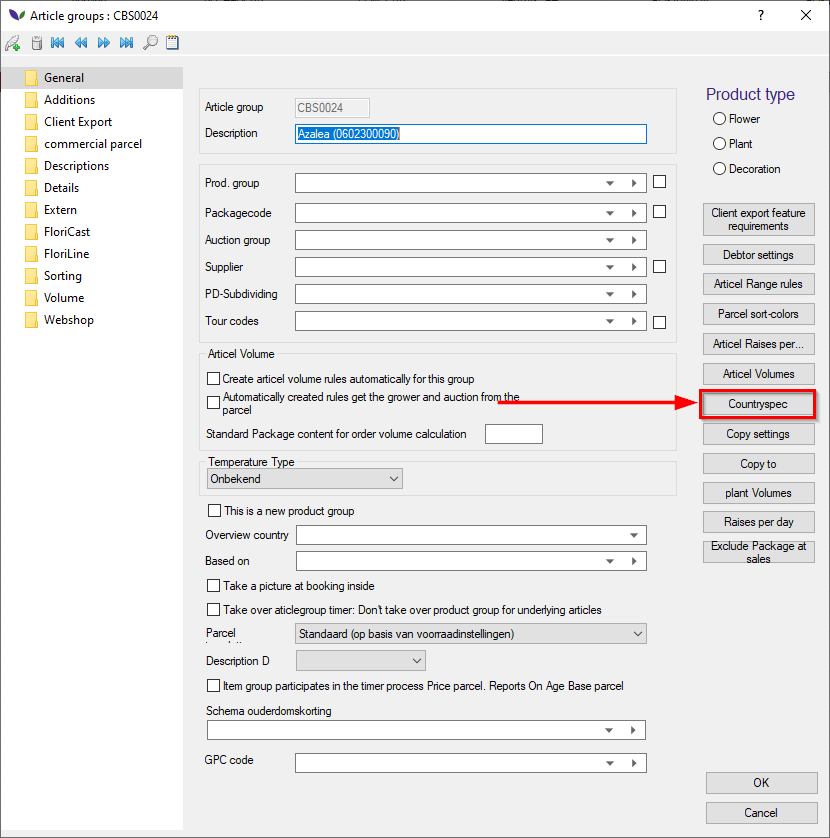 Article groups : CBS0024
?
General
Additions
Client Export
commercial parcel
Descriptions
Details
Extern
FloriCast
FloriLine
Sorting
Volume
Webshop
Article group
CBS0024
Description
Azalea (0602300090)
Prod. group
Packagecode
Auction group
Supplier
PD-Subdividing
Tour codes
Articel Volume
Create articel volume rules automatically for this group
Automatically created rules get the grower and auction from the
parcel
Standard Package content for order volume calculation
Temperature Type
Onbekend
This is a new product group
Overview country
Based on
Take a picture at booking inside
Take over aticlegroup timer: Don't take over product group for underlying articles
Parcel
Standaard (op basis van voorraadinstellingen)
Description D
Item group participates in the timer process Price parcel. Reports On Age Base parcel
Schema ouderdomskorting
GPC code
Product type
Flower
Plant
Decoration
Client export feature
requirements
Debtor settings
Articel Range rules
Parcel sort-colors
Articel Raises per...
Articel Volumes
Countryspec
Copy settings
Copy to
plant Volumes
Raises per day
Exclude Package at
sales
OK
Cancel